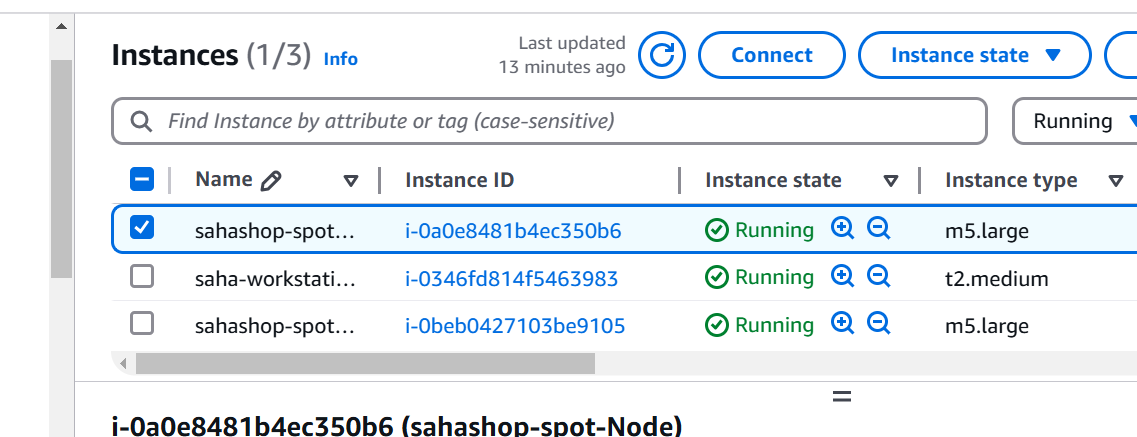 Instances (1/3) Info
Last updated
13 minutes ago
Connect
Instance state
Find Instance by attribute or tag (case-sensitive)
Running
Name Instance ID Instance state Instance type
sahashop-spot... i-0a0e8481b4ec350b6 Running m5.large
saha-workstati... i-0346fd814f5463983 Running t2.medium
sahashop-spot... i-0beb0427103be9105 Running m5.large
i-0a0e8481b4ec350b6 (sahashop-spot-Node)